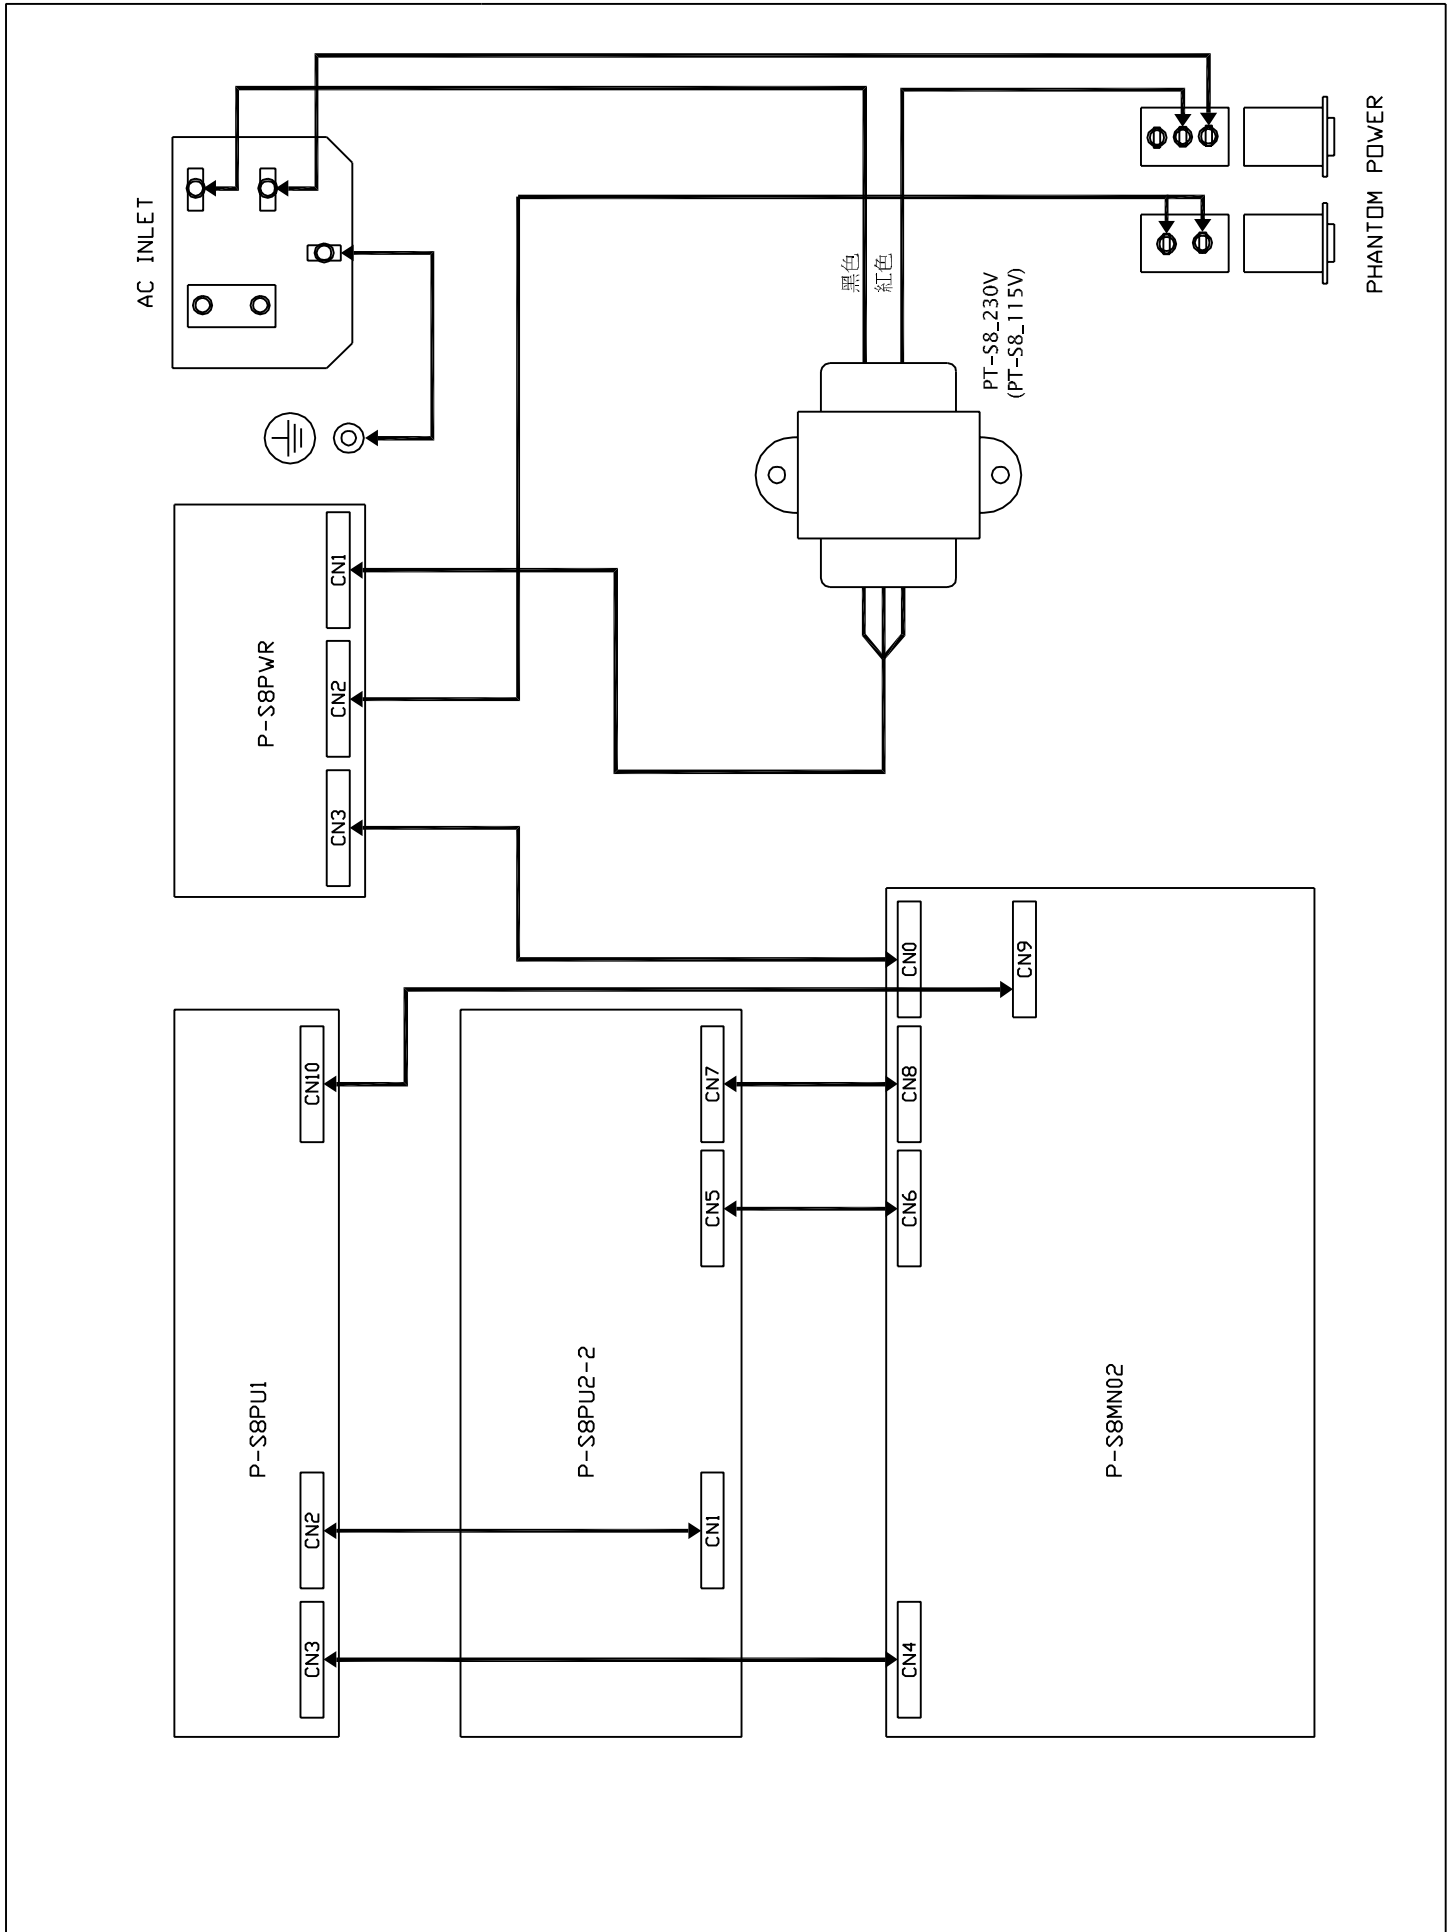 AC INLET
PHANTOM POWER
黑色
紅色
PT-S8_230V
(PT-S8_115V)
P-S8PWR
CN1
CN2
CN3
CN0
CN9
P-S8PU1
CN10
CN2
CN3
P-S8PU2-2
CN7
CN5
CN1
P-S8MN02
CN8
CN6
CN4